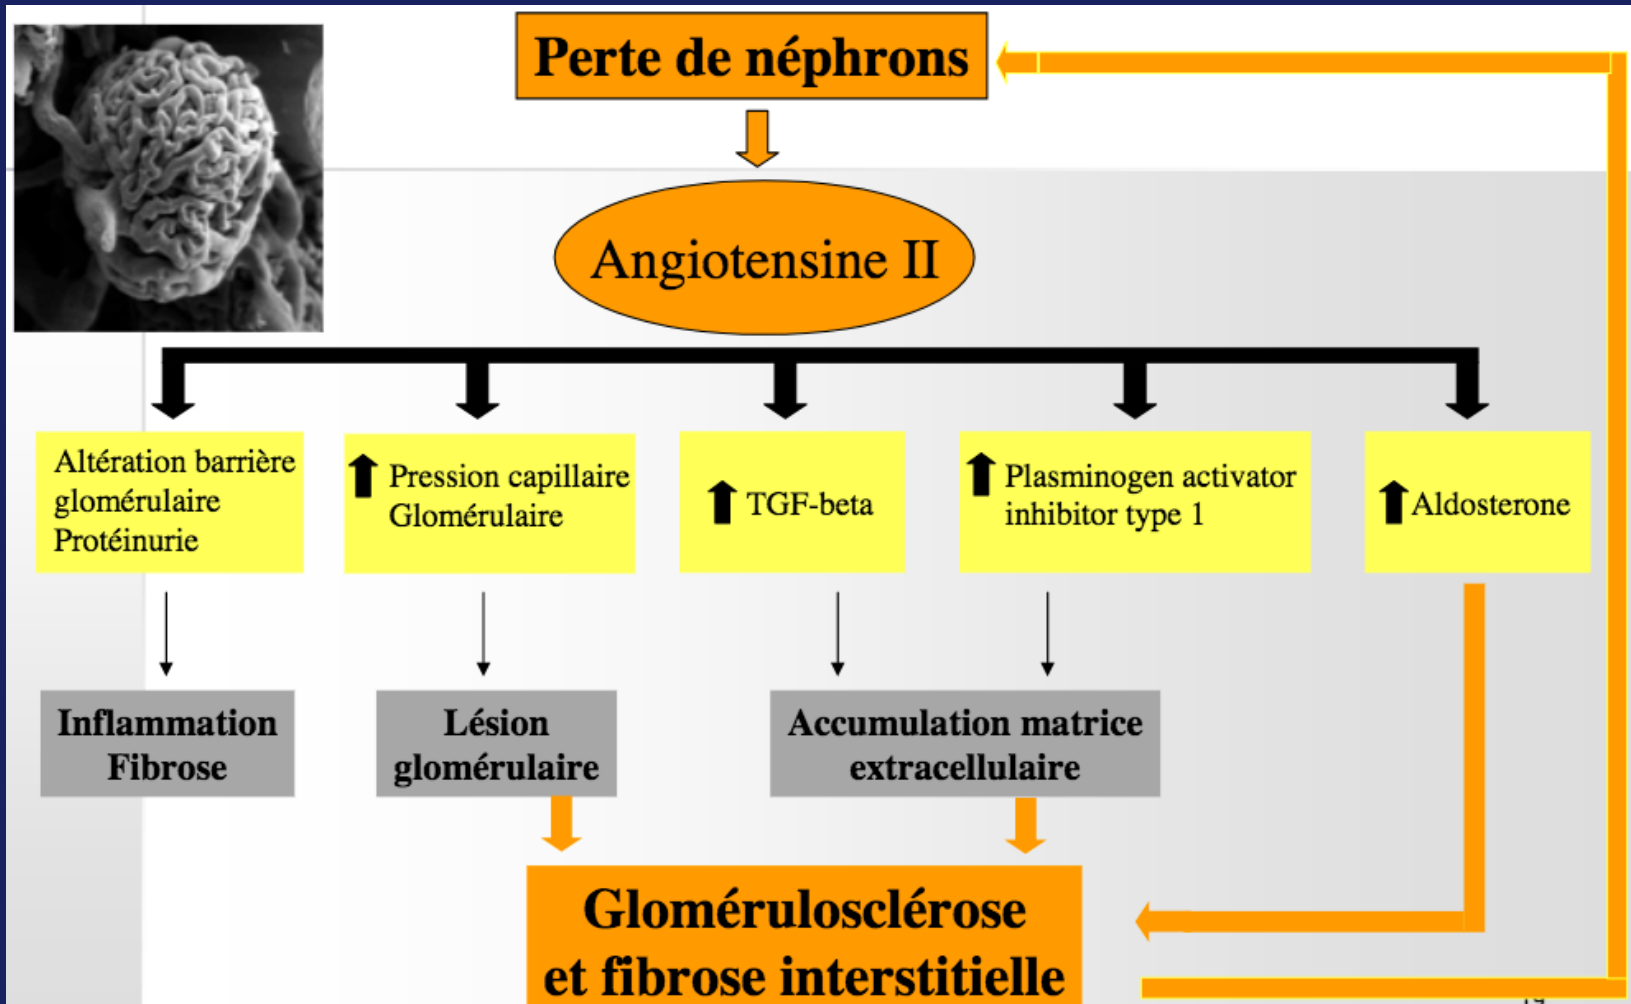 Perte de néphrons
Angiotensine II
Altération barrière
glomérulaire
Protéinurie
Pression capillaire
Glomérulaire
TGF-beta
Plasminogen activator
inhibitor type 1
Aldosterone
Inflammation
Fibrose
Lésion
glomérulaire
Accumulation matrice
extracellulaire
Glomérulosclérose
et fibrose interstitielle